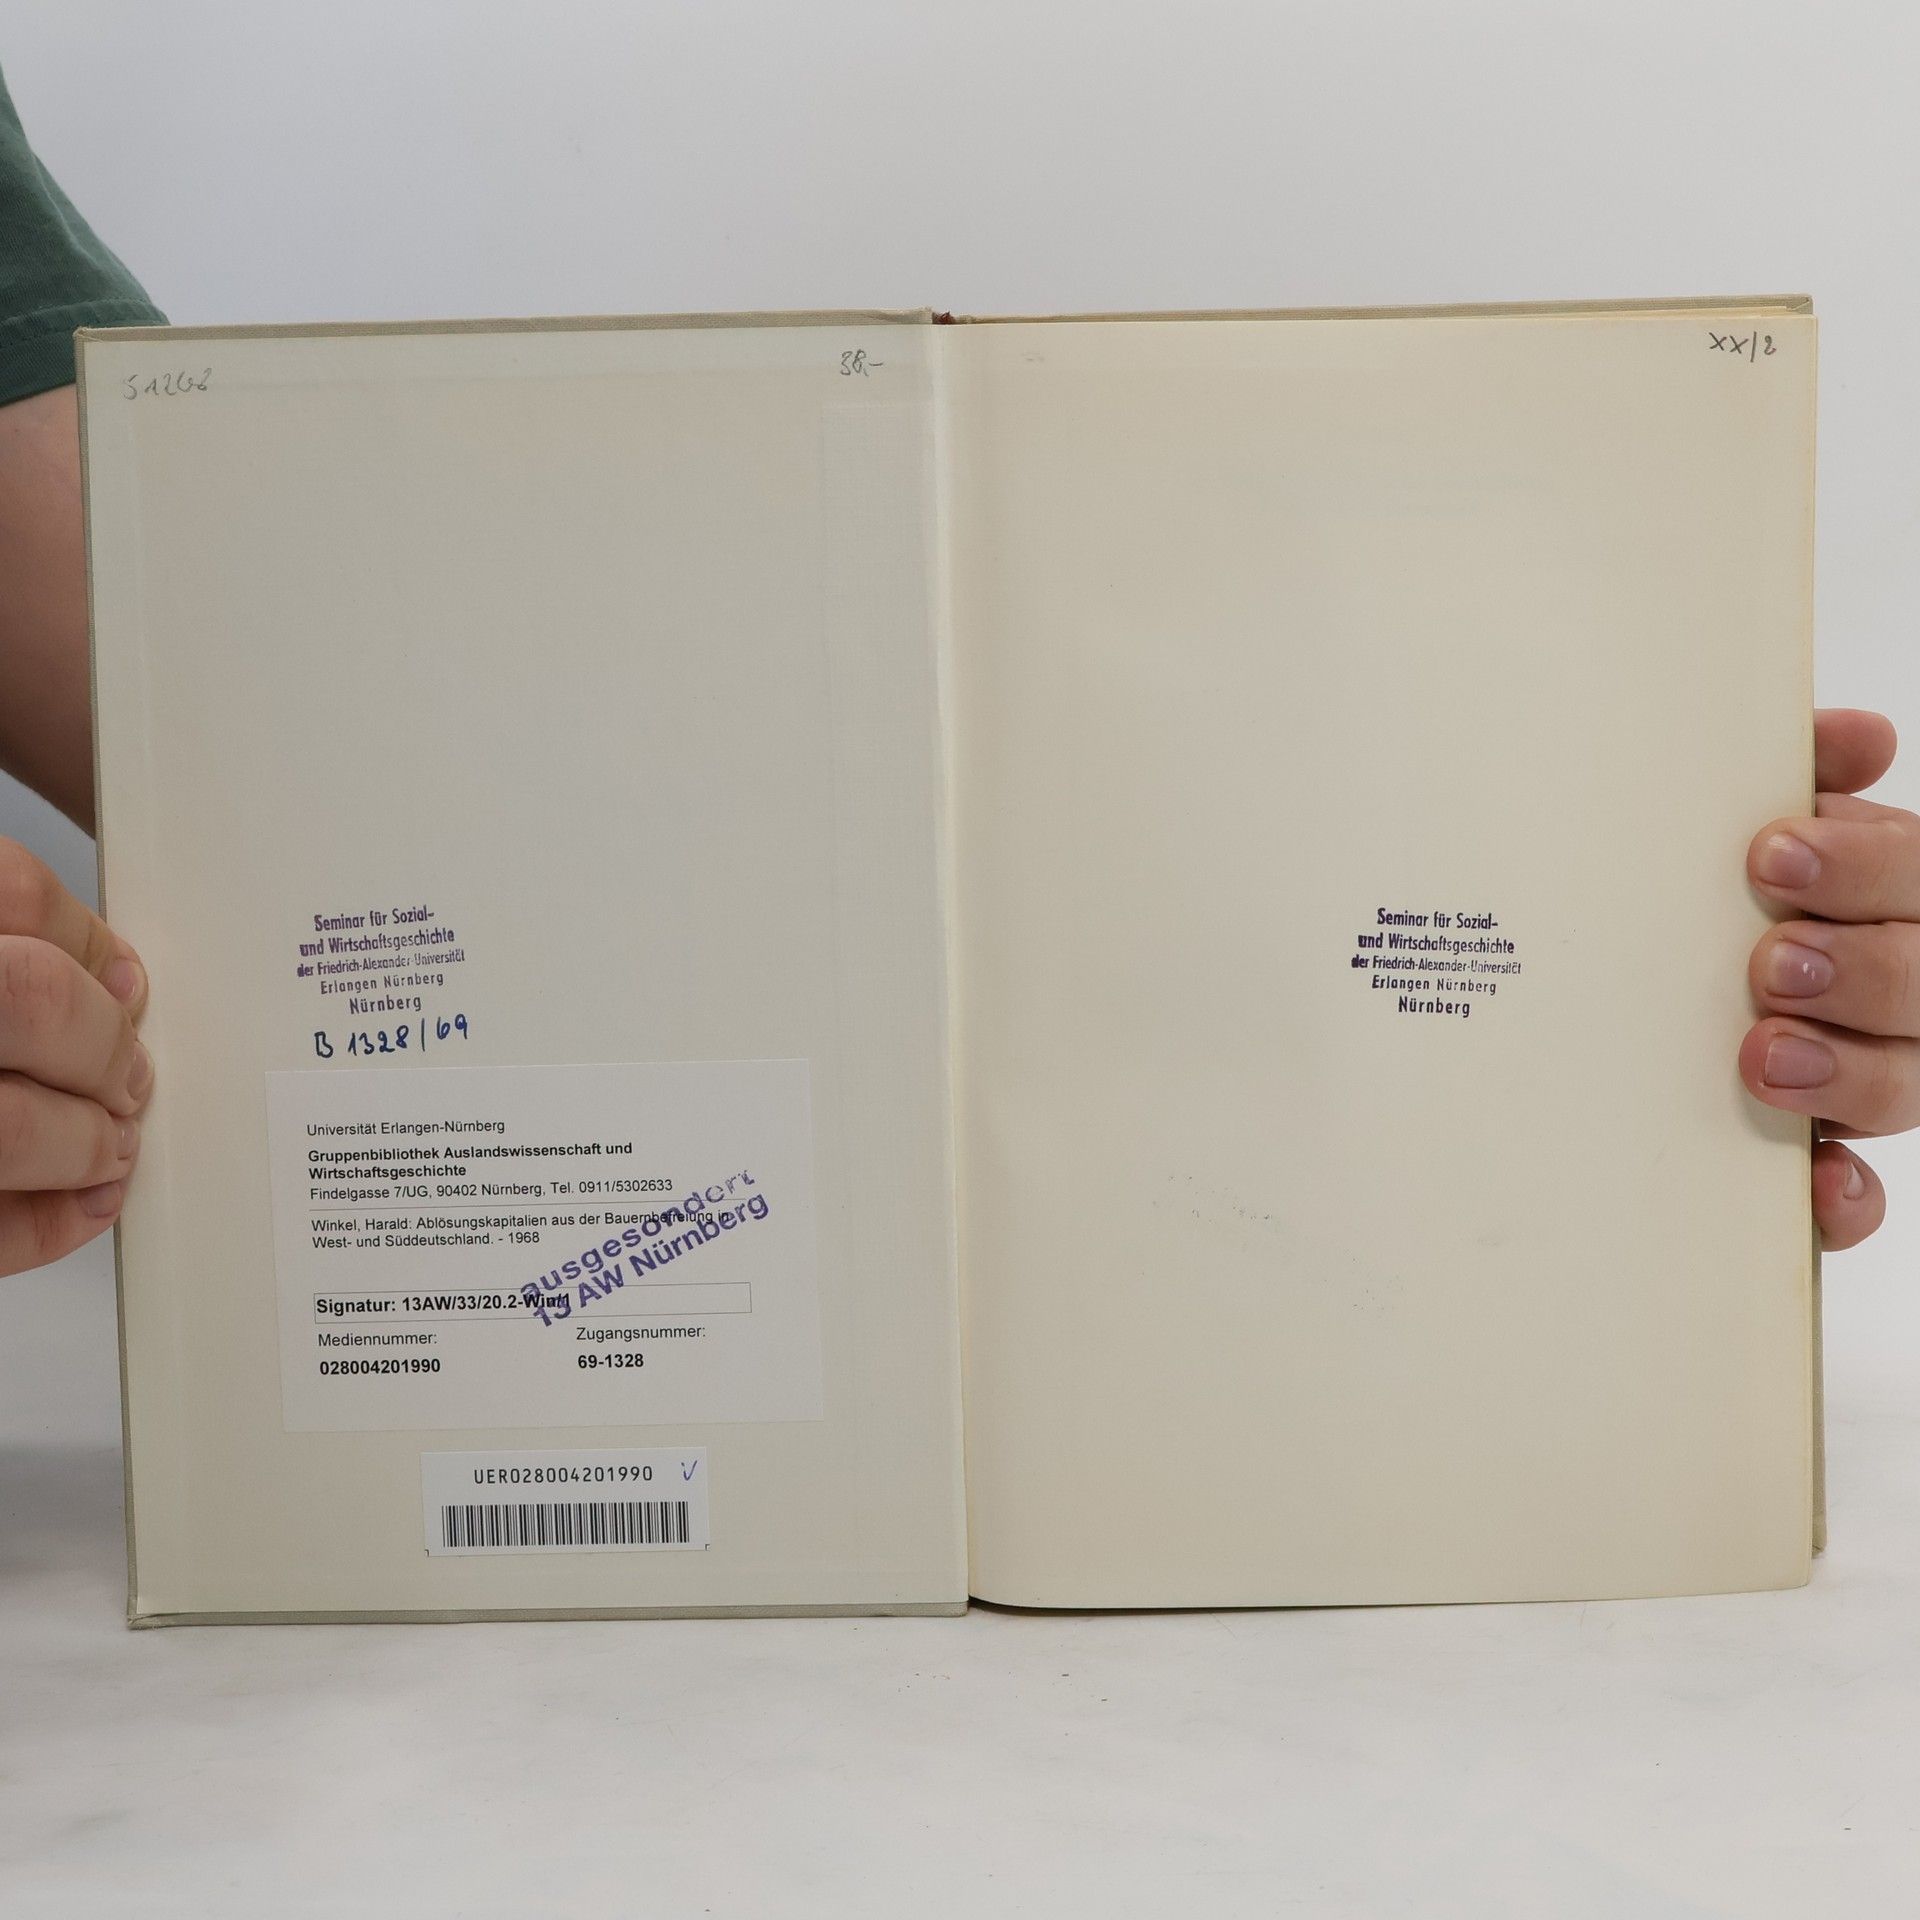 38,-
XX/2
Seminar für Sozial-
und Wirtschaftsgeschichte
der Friedrich-Alexander-Universität
Erlangen Nürnberg
Nürnberg
B 1328/69
Universität Erlangen-Nürnberg
Gruppenbibliothek Auslandswissenschaft und
Wirtschaftsgeschichte
Findelgasse 7/UG, 90402 Nürnberg, Tel. 0911/5302633
Winkel, Harald: Ablösungskapitalien aus der Bauernbefreiung in
West- und Süddeutschland. - 1968
ausgesondert
13 AW Nürnberg
Signatur: 13AW/33/20.2-Win/1
Mediennummer:
028004201990
Zugangsnummer:
69-1328
UER028004201990
Seminar für Sozial-
und Wirtschaftsgeschichte
der Friedrich-Alexander-Universität
Erlangen Nürnberg
Nürnberg